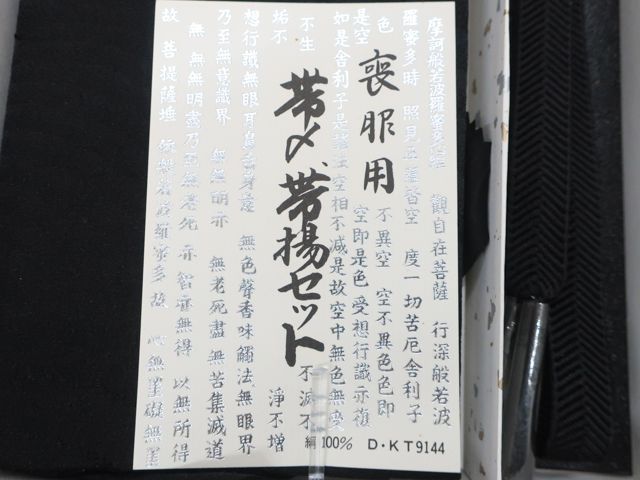 喪服用
帯〆、帯揚セット
摩訶般若波羅蜜多心経 觀自在菩薩 行深般若波
羅蜜多時 照見五蘊皆空 度一切苦厄舎利子
色 不異空 空不異色色即
是空 空即是色 受想行識亦復
如是舎利子是諸法空相不滅是故空中無色無受
不生 不滅不
垢不 淨不增
想行識無眼耳鼻舌身意 無色聲香味觸法無眼界
乃至無意識界 無無明亦 無老死盡 無苦集滅道
無 無無明盡乃至無老死亦 智亦無得 以無所得
故 菩提薩埵 依般若波羅蜜多 故 心無罣礙無罣
絹100% D・KT9144